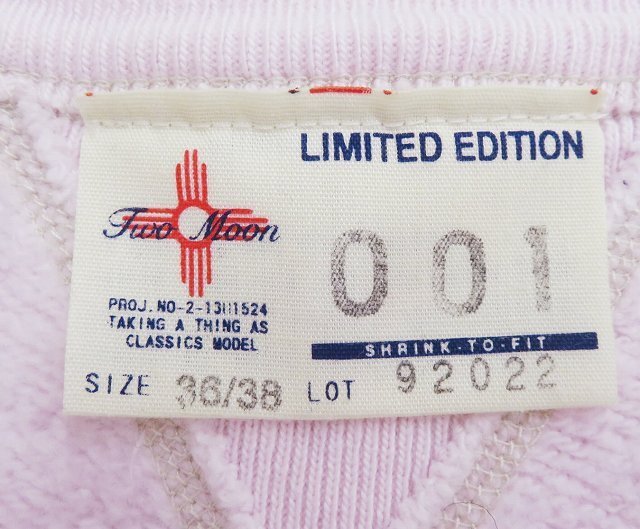 LIMITED EDITION
Two Moon
001
PROJ.NO-2-13111524
TAKING A THING AS
CLASSICS MODEL
SHRINK-TO-FIT
SIZE 36/38 LOT 92022